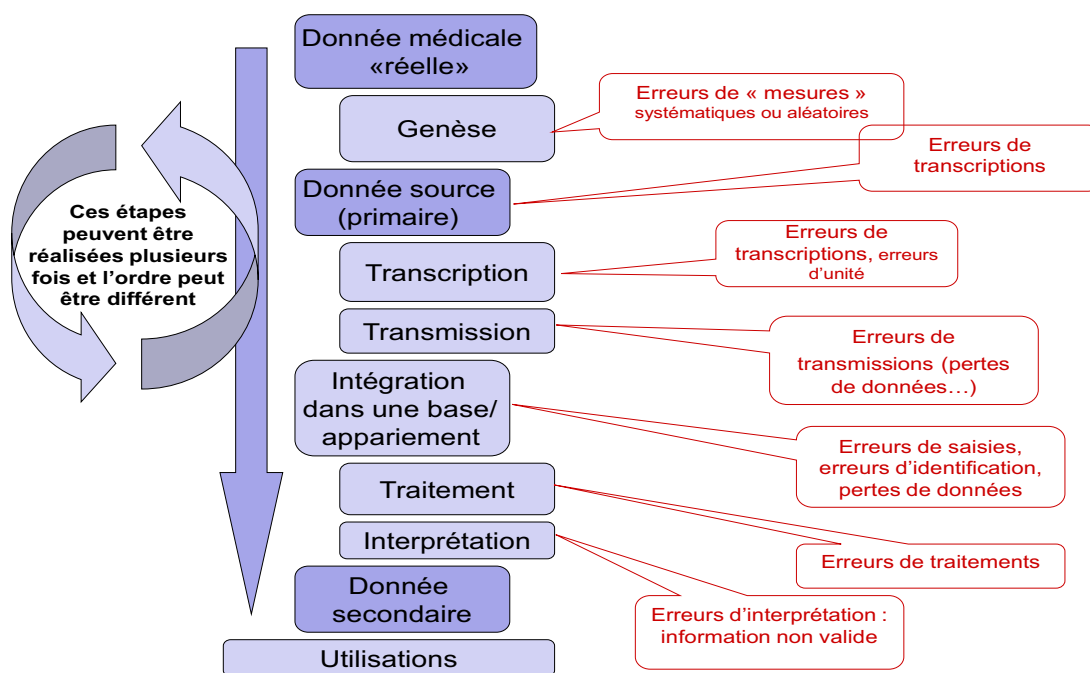 Donnée médicale
«réelle»
Erreurs de « mesures »
systématiques ou aléatoires
Genèse
Erreurs de
transcriptions
Donnée source
(primaire)
Ces étapes
peuvent être
réalisées plusieurs
fois et l’ordre peut
être différent
Erreurs de
transcriptions, erreurs
d’unité
Transcription
Transmission
Erreurs de
transmissions (pertes
de données…)
Intégration
dans une base/
appariement
Erreurs de saisies,
erreurs d’identification,
pertes de données
Traitement
Interprétation
Erreurs de traitements
Donnée
secondaire
Erreurs d’interprétation :
information non valide
Utilisations